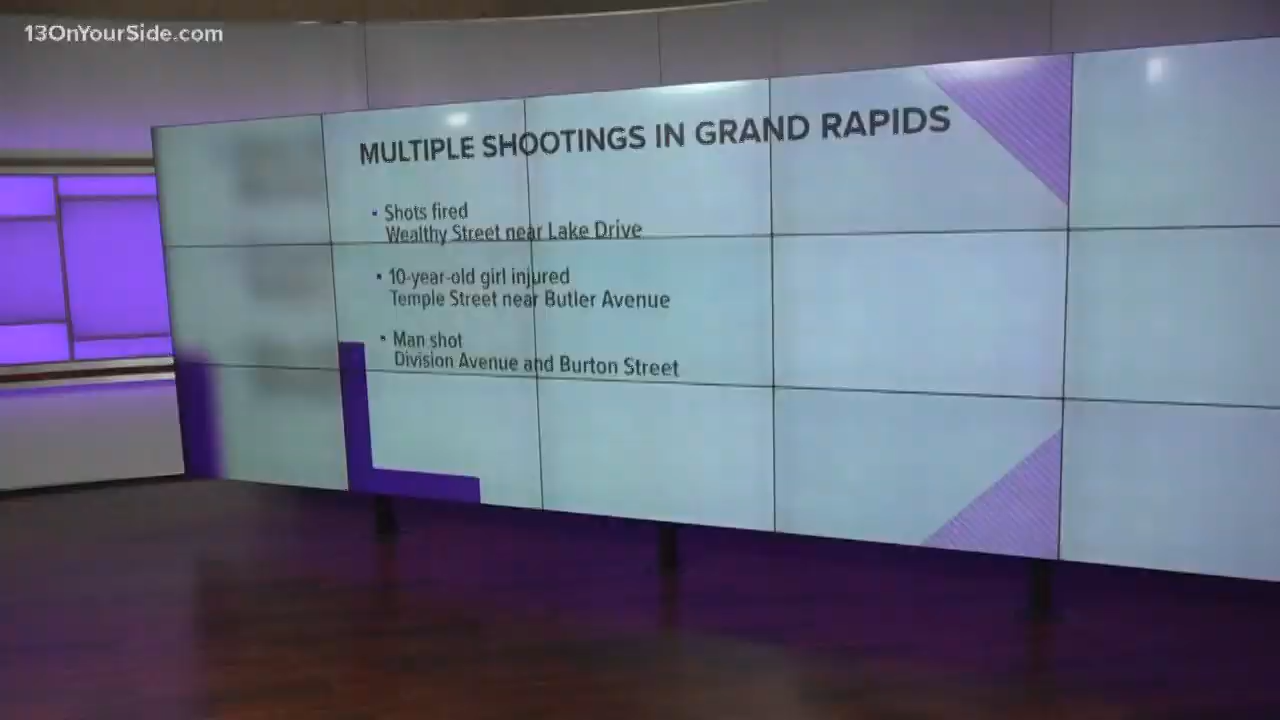 13OnYourSide.com
MULTIPLE SHOOTINGS IN GRAND RAPIDS
▪ Shots fired
Wealthy Street near Lake Drive
▪ 10-year-old girl injured
Temple Street near Butler Avenue
▪ Man shot
Division Avenue and Burton Street